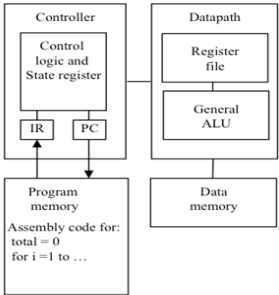 Controller
Control
logic and
State register
IR
PC
Datapath
Register
file
General
ALU
Program
memory
Assembly code for:
total = 0
for i =1 to …
Data
memory